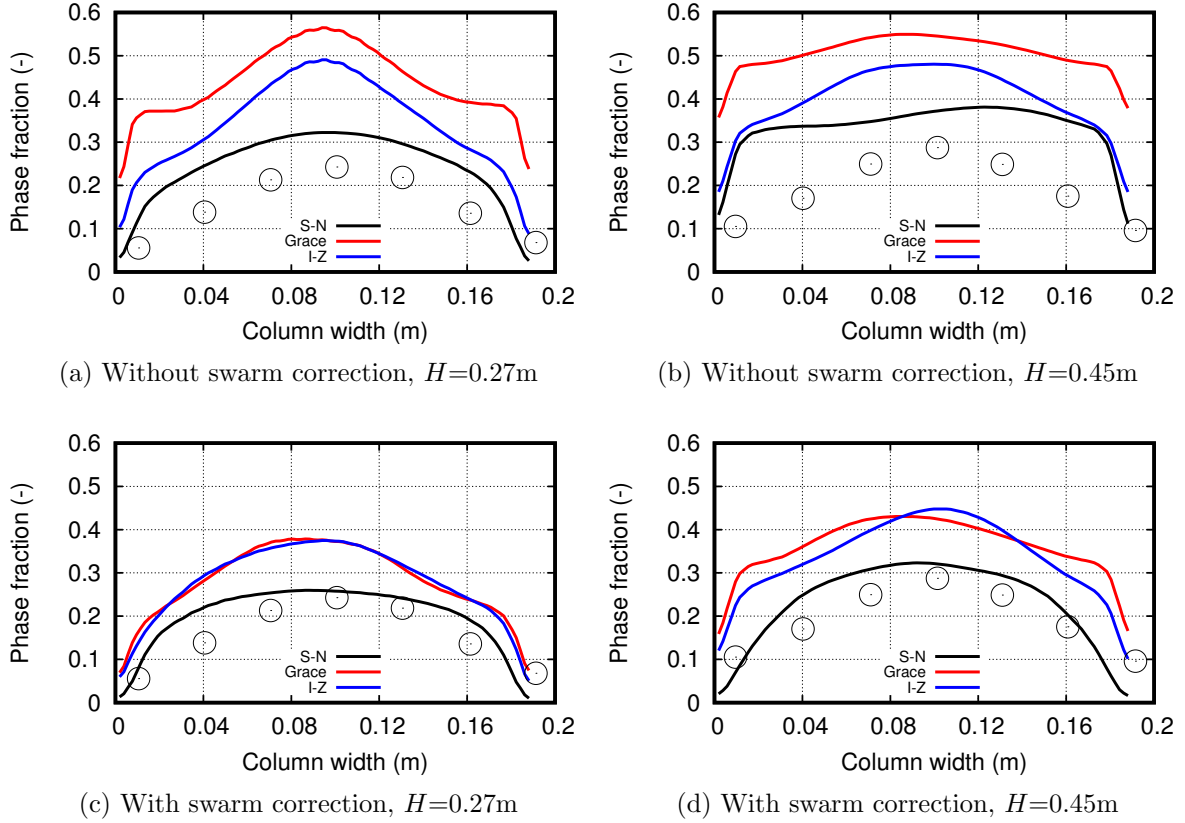 0.6
0.5
0.4
0.3
0.2
0.1
0
Phase fraction (-)
S-N
Grace
I-Z
0 0.04 0.08 0.12 0.16 0.2
Column width (m)
(a) Without swarm correction, H=0.27m
0.6
0.5
0.4
0.3
0.2
0.1
0
Phase fraction (-)
S-N
Grace
I-Z
0 0.04 0.08 0.12 0.16 0.2
Column width (m)
(b) Without swarm correction, H=0.45m
0.6
0.5
0.4
0.3
0.2
0.1
0
Phase fraction (-)
S-N
Grace
I-Z
0 0.04 0.08 0.12 0.16 0.2
Column width (m)
(c) With swarm correction, H=0.27m
0.6
0.5
0.4
0.3
0.2
0.1
0
Phase fraction (-)
S-N
Grace
I-Z
0 0.04 0.08 0.12 0.16 0.2
Column width (m)
(d) With swarm correction, H=0.45m